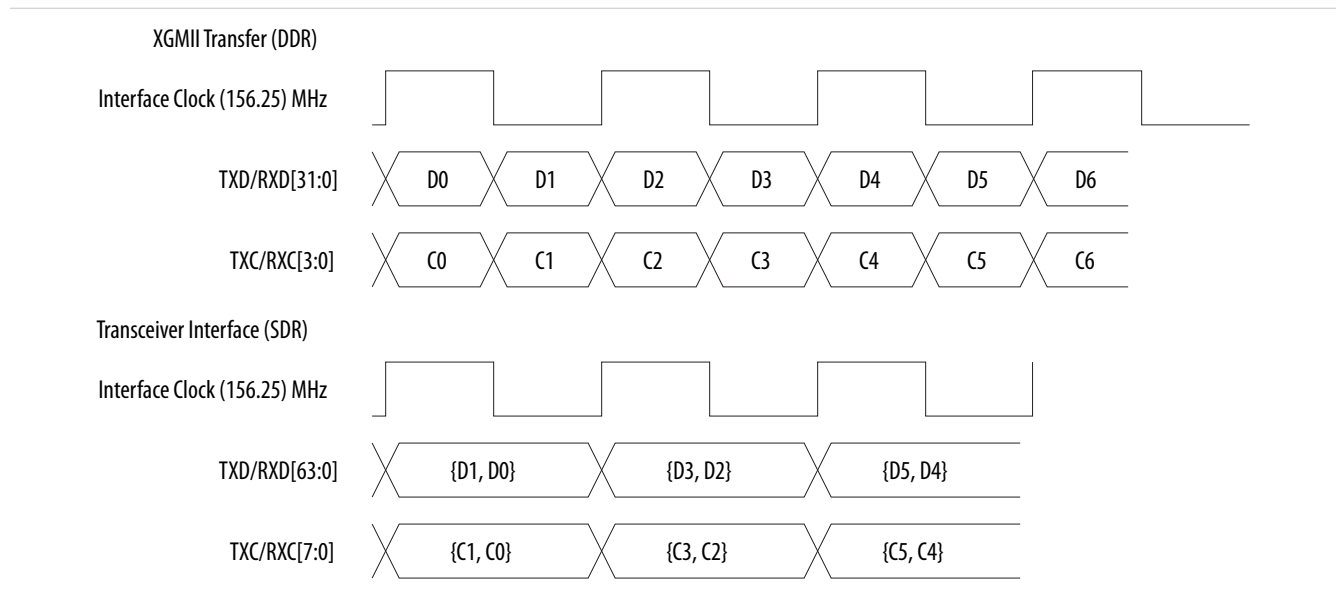 XGMII Transfer (DDR)
Interface Clock (156.25) MHz
TXD/RXD[31:0] D0 D1 D2 D3 D4 D5 D6
TXC/RXC[3:0] C0 C1 C2 C3 C4 C5 C6
Transceiver Interface (SDR)
Interface Clock (156.25) MHz
TXD/RXD[63:0] {D1, D0} {D3, D2} {D5, D4}
TXC/RXC[7:0] {C1, C0} {C3, C2} {C5, C4}